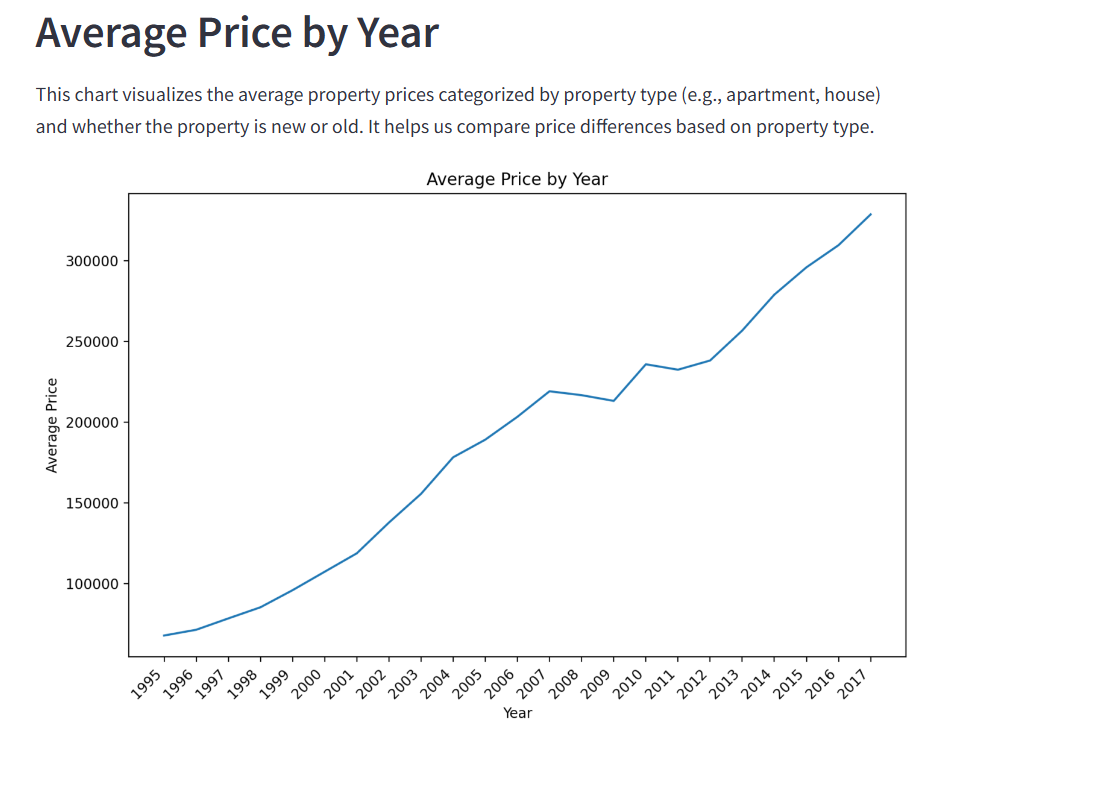 Average Price by Year
This chart visualizes the average property prices categorized by property type (e.g., apartment, house)
and whether the property is new or old. It helps us compare price differences based on property type.
Average Price by Year
300000
250000
200000
150000
100000
Average Price
1995 1996 1997 1998 1999 2000 2001 2002 2003 2004 2005 2006 2007 2008 2009 2010 2011 2012 2013 2014 2015 2016 2017
Year